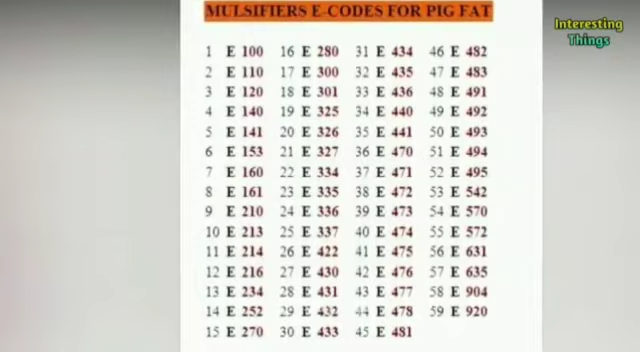 MULSIFIERS E-CODES FOR PIG FAT
Interesting
Things
1 E 100 16 E 280 31 E 434 46 E 482
2 E 110 17 E 300 32 E 435 47 E 483
3 E 120 18 E 301 33 E 436 48 E 491
4 E 140 19 E 325 34 E 440 49 E 492
5 E 141 20 E 326 35 E 441 50 E 493
6 E 153 21 E 327 36 E 470 51 E 494
7 E 160 22 E 334 37 E 471 52 E 495
8 E 161 23 E 335 38 E 472 53 E 542
9 E 210 24 E 336 39 E 473 54 E 570
10 E 213 25 E 337 40 E 474 55 E 572
11 E 214 26 E 422 41 E 475 56 E 631
12 E 216 27 E 430 42 E 476 57 E 635
13 E 234 28 E 431 43 E 477 58 E 904
14 E 252 29 E 432 44 E 478 59 E 920
15 E 270 30 E 433 45 E 481